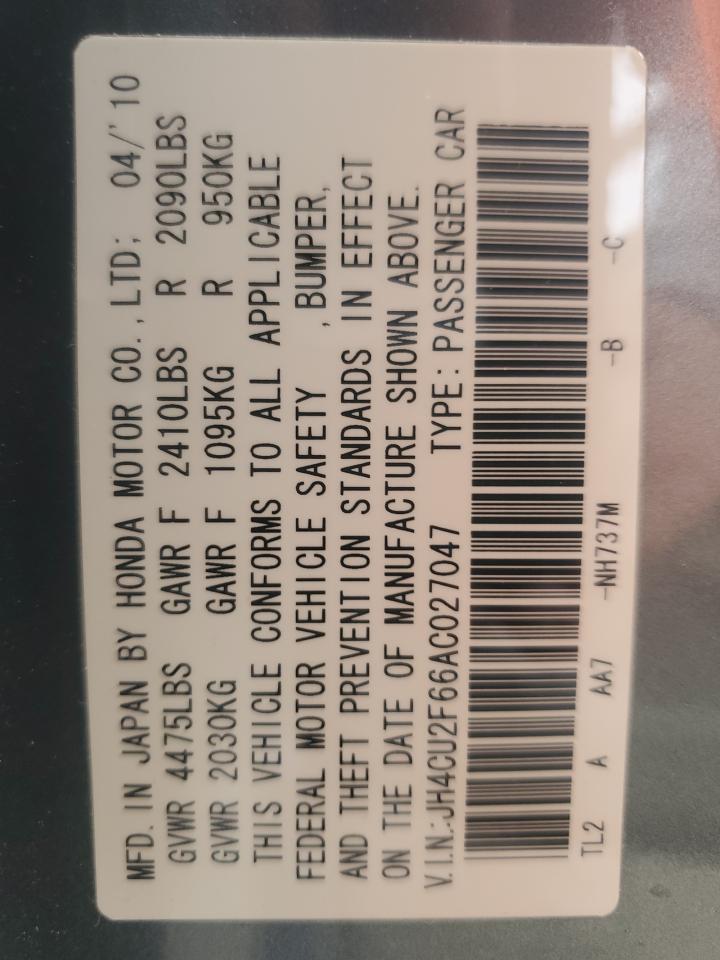 MFD. IN JAPAN BY HONDA MOTOR CO., LTD; 04/'10
GVWR 4475LBS GAWR F 2410LBS R 2090LBS
GVWR 2030KG GAWR F 1095KG R 950KG
THIS VEHICLE CONFORMS TO ALL APPLICABLE
FEDERAL MOTOR VEHICLE SAFETY , BUMPER,
AND THEFT PREVENTION STANDARDS IN EFFECT
ON THE DATE OF MANUFACTURE SHOWN ABOVE.
V.I.N.:JH4CU2F66AC027047 TYPE: PASSENGER CAR
TL2 A AA7 -NH737M -B -C